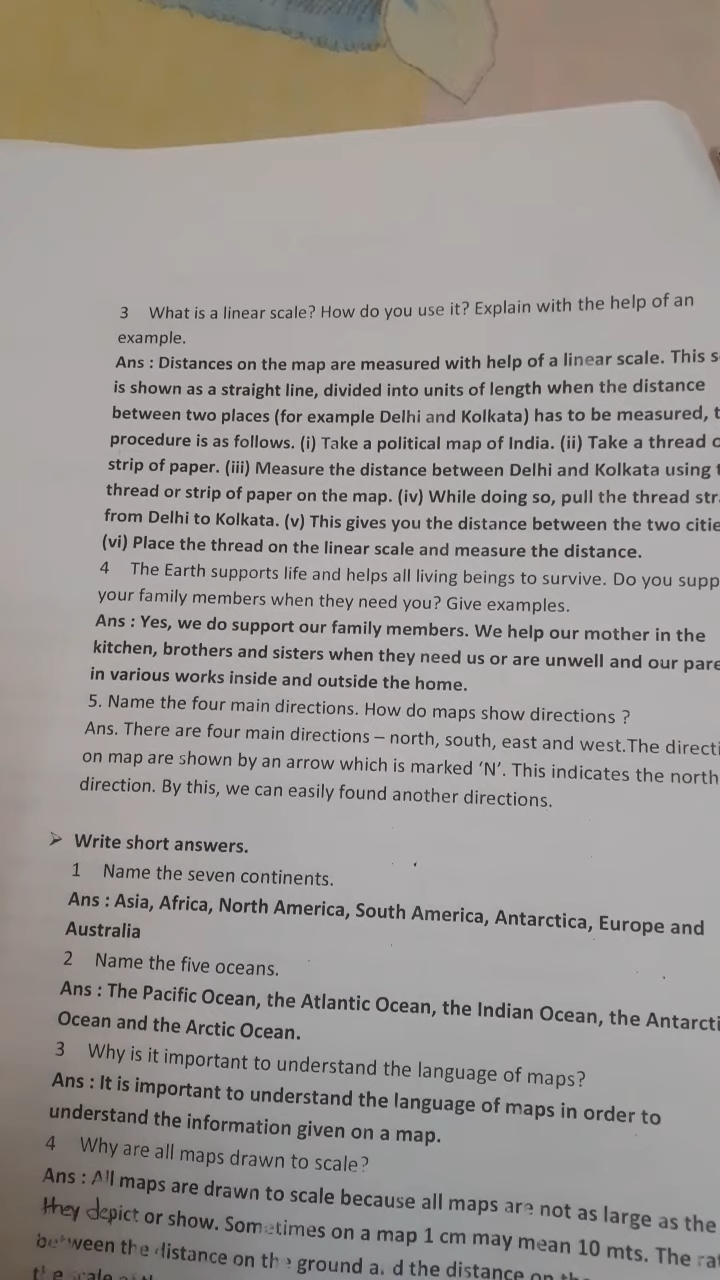 3 What is a linear scale? How do you use it? Explain with the help of an
example.
Ans : Distances on the map are measured with help of a linear scale. This
is shown as a straight line, divided into units of length when the distance
between two places (for example Delhi and Kolkata) has to be measured,
procedure is as follows. (i) Take a political map of India. (ii) Take a thread
strip of paper. (iii) Measure the distance between Delhi and Kolkata using
thread or strip of paper on the map. (iv) While doing so, pull the thread
from Delhi to Kolkata. (v) This gives you the distance between the two
(vi) Place the thread on the linear scale and measure the distance.
4 The Earth supports life and helps all living beings to survive. Do you
your family members when they need you? Give examples.
Ans : Yes, we do support our family members. We help our mother in the
kitchen, brothers and sisters when they need us or are unwell and our
in various works inside and outside the home.
5. Name the four main directions. How do maps show directions ?
Ans. There are four main directions – north, south, east and west.The
on map are shown by an arrow which is marked ‘N’. This indicates the north
direction. By this, we can easily found another directions.
➢ Write short answers.
1 Name the seven continents.
Ans : Asia, Africa, North America, South America, Antarctica, Europe and
Australia
2 Name the five oceans.
Ans : The Pacific Ocean, the Atlantic Ocean, the Indian Ocean, the
Ocean and the Arctic Ocean.
3 Why is it important to understand the language of maps?
Ans : It is important to understand the language of maps in order to
understand the information given on a map.
4 Why are all maps drawn to scale?
Ans : All maps are drawn to scale because all maps are not as large as the
they depict or show. Sometimes on a map 1 cm may mean 10 mts. The
between the distance on the ground and the distance on